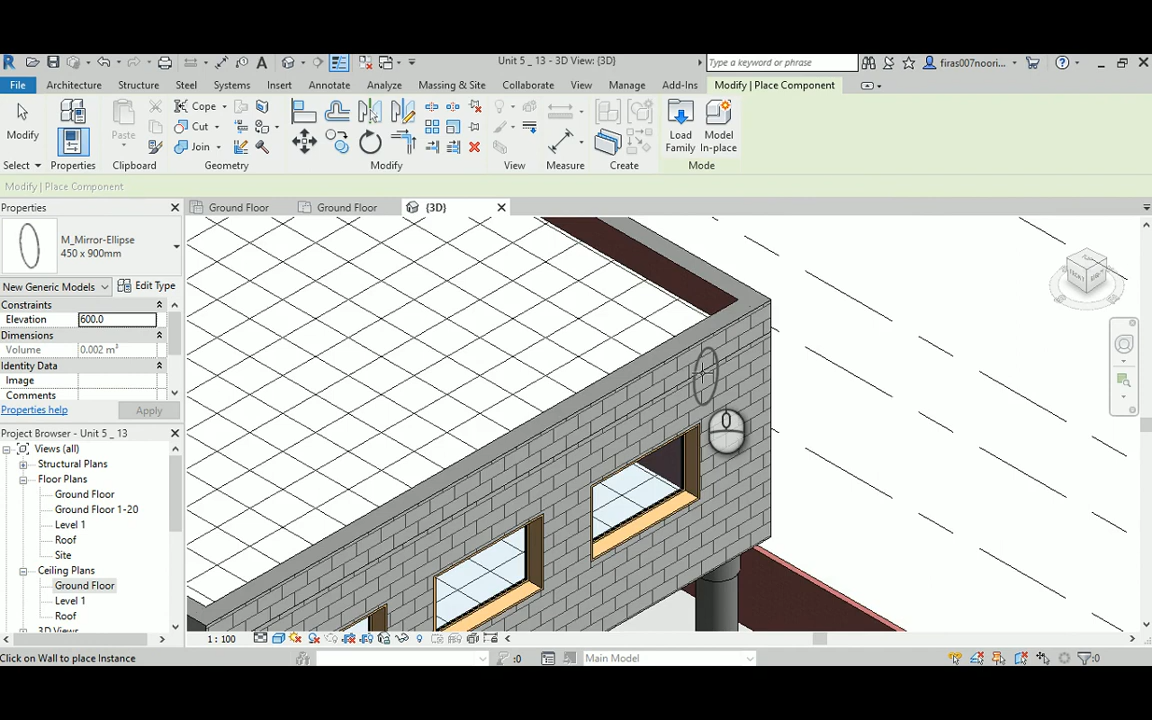 Unit 5 _ 13 - 3D View: {3D}
Type a keyword or phrase
firas007noori...
File
Architecture
Structure
Steel
Systems
Insert
Annotate
Analyze
Massing & Site
Collaborate
View
Manage
Add-Ins
Modify | Place Component
Modify
Paste
Cope
Cut
Join
Load
Family
Model
In-place
Select
Properties
Clipboard
Geometry
Modify
View
Measure
Create
Mode
Modify | Place Component
Properties
Ground Floor
Ground Floor
{3D}
M_Mirror-Ellipse
450 x 900mm
New Generic Models
Edit Type
Constraints
Elevation
600.0
Dimensions
Volume
0.002 m³
Identity Data
Image
Comments
Properties help
Apply
Project Browser - Unit 5 _ 13
Views (all)
Structural Plans
Floor Plans
Ground Floor
Ground Floor 1-20
Level 1
Roof
Site
Ceiling Plans
Ground Floor
Level 1
Roof
3D Views
FRONT
1 : 100
Click on Wall to place Instance
:0
Main Model
:0